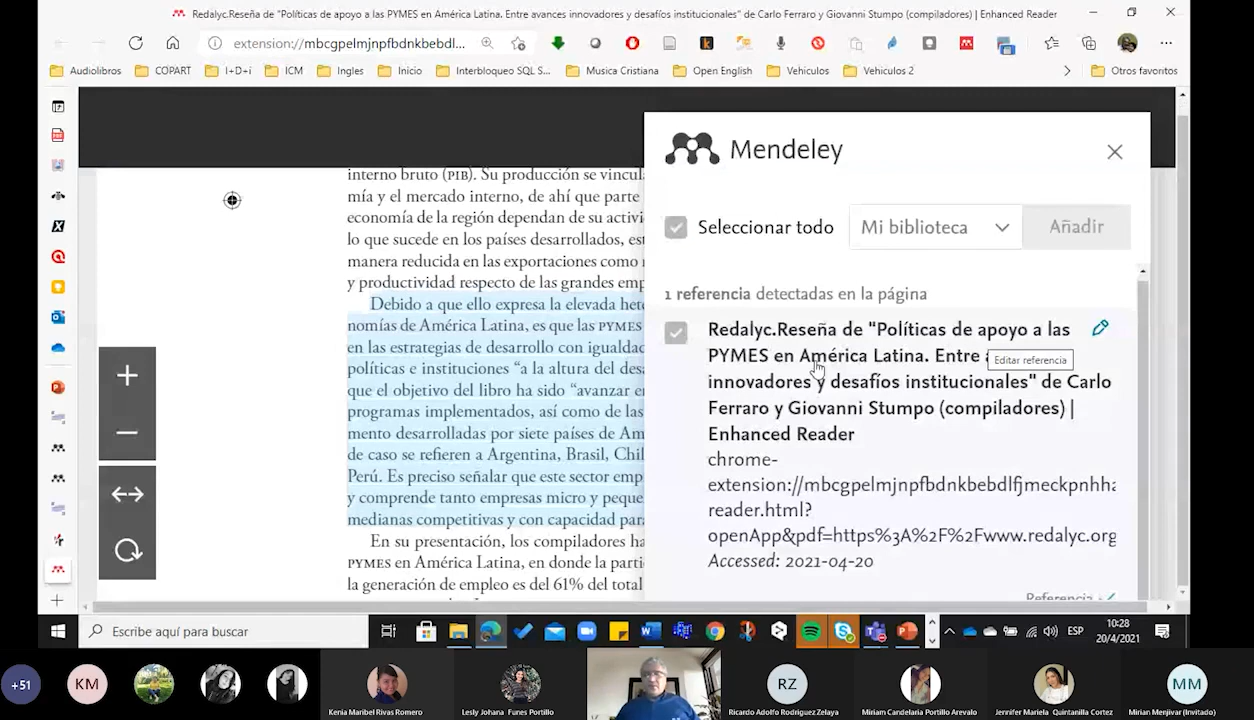 Redalyc.Reseña de "Políticas de apoyo a las PYMES en América Latina. Entre avances innovadores y desafíos institucionales" de Carlo Ferraro y Giovanni Stumpo (compiladores) | Enhanced Reader
extension://mbcgpelmjnpfbdnkbebdl...
Audiolibros
COPART
I+D+i
ICM
Ingles
Inicio
Interbloqueo SQL S...
Musica Cristiana
Open English
Vehiculos
Vehiculos 2
Otros favoritos
interno bruto (PIB). Su producción se vincul
mía y el mercado interno, de ahí que parte
economía de la región dependan de su activi
lo que sucede en los países desarrollados, est
manera reducida en las exportaciones como
y productividad respecto de las grandes emp
Debido a que ello expresa la elevada hete
nomías de América Latina, es que las PYMES
en las estrategias de desarrollo con igualdad
políticas e instituciones “a la altura del desa
que el objetivo del libro ha sido “avanzar en
programas implementados, así como de las
mento desarrolladas por siete países de Am
de caso se refieren a Argentina, Brasil, Chil
Perú. Es preciso señalar que este sector emp
y comprende tanto empresas micro y peque
medianas competitivas y con capacidad para
En su presentación, los compiladores ha
PYMES en América Latina, en donde la parti
la generación de empleo es del 61% del total
Mendeley
Seleccionar todo
Mi biblioteca
Añadir
1 referencia detectadas en la página
Redalyc.Reseña de "Políticas de apoyo a las
PYMES en América Latina. Entre
Editar referencia
innovadores y desafíos institucionales" de Carlo
Ferraro y Giovanni Stumpo (compiladores) |
Enhanced Reader
chrome-
extension://mbcgpelmjnpfbdnkbebdlfjmeckpnhha
reader.html?
openApp&pdf=https%3A%2F%2Fwww.redalyc.org
Accessed: 2021-04-20
Referencia
Escribe aquí para buscar
ESP
10:28
20/4/2021
+51
KM
Kenia Maribel Rivas Romero
Lesly Johana Funes Portillo
RZ
Ricardo Adolfo Rodriguez Zelaya
Miriam Candelaria Portillo Arevalo
Jennifer Mariela Quintanilla Cortez
MM
Mirian Menjivar (Invitado)